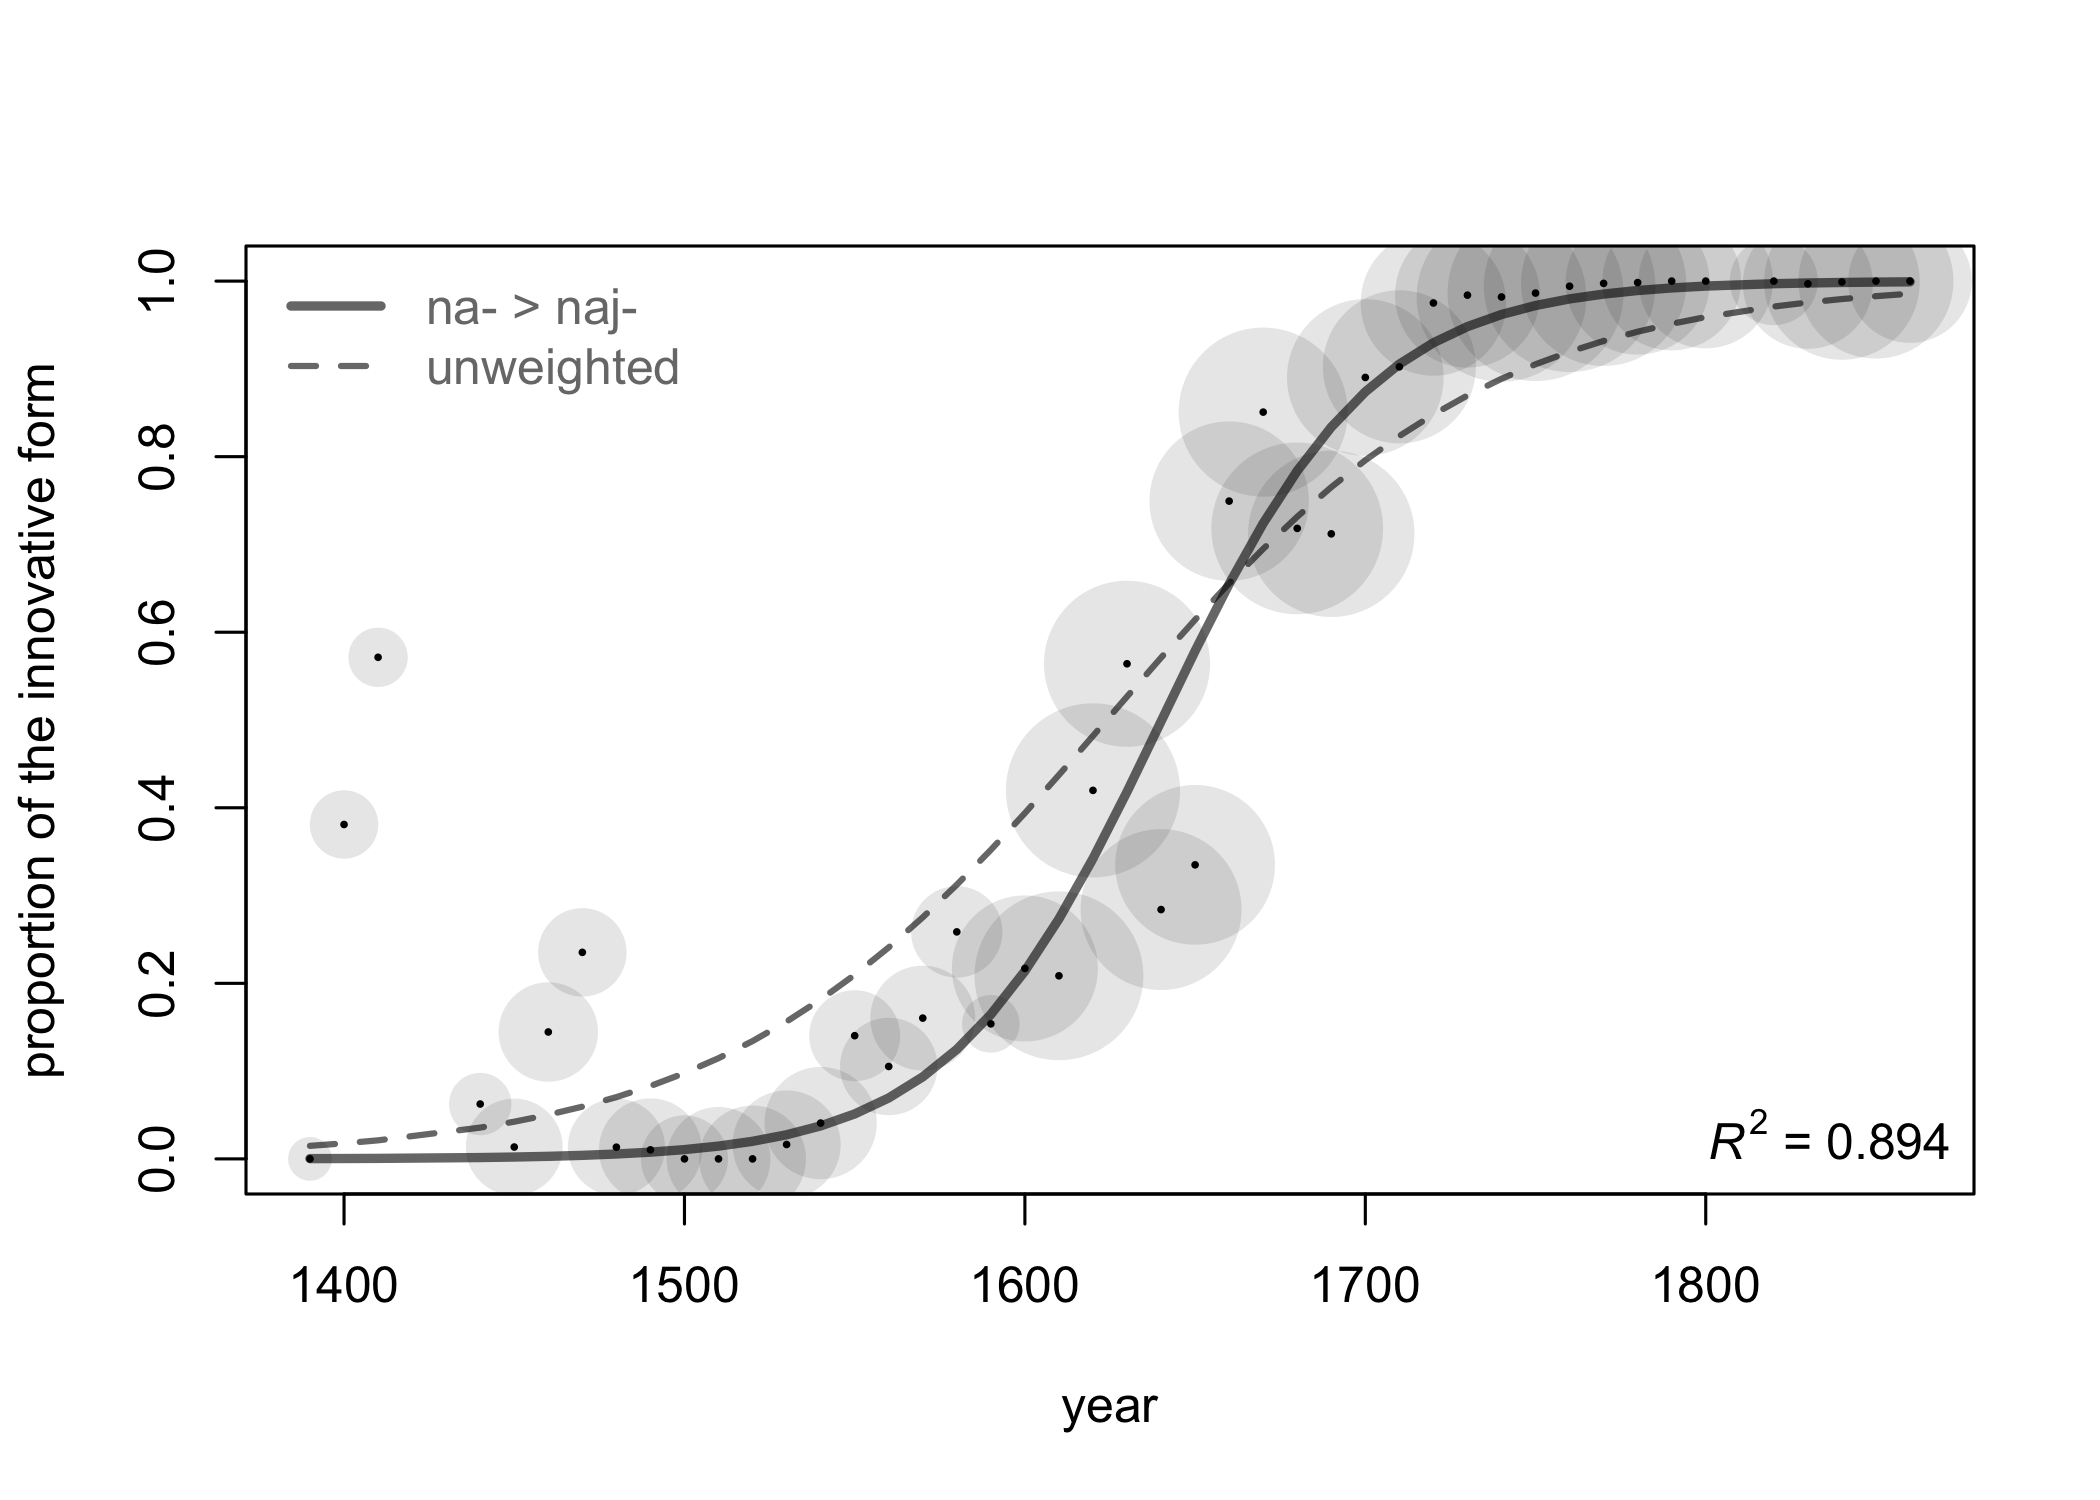 na- > naj-
unweighted
proportion of the innovative form
1.0
0.8
0.6
0.4
0.2
0.0
R² = 0.894
1400 1500 1600 1700 1800
year